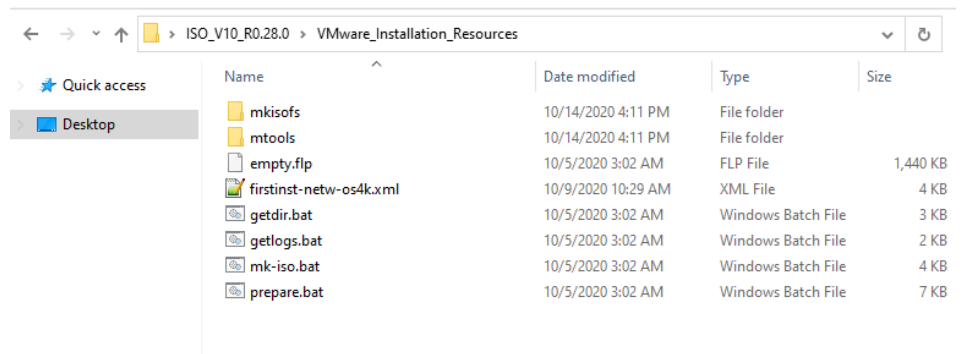 ISO_V10_R0.28.0 > VMware_Installation_Resources
Quick access
Desktop
Name Date modified Type Size
mkisofs 10/14/2020 4:11 PM File folder
mtools 10/14/2020 4:11 PM File folder
empty.flp 10/5/2020 3:02 AM FLP File 1,440 KB
firstinst-netw-os4k.xml 10/9/2020 10:29 AM XML File 4 KB
getdir.bat 10/5/2020 3:02 AM Windows Batch File 3 KB
getlogs.bat 10/5/2020 3:02 AM Windows Batch File 2 KB
mk-iso.bat 10/5/2020 3:02 AM Windows Batch File 4 KB
prepare.bat 10/5/2020 3:02 AM Windows Batch File 7 KB